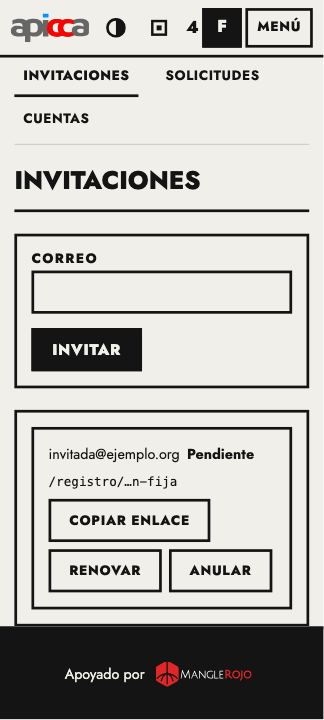 apicca 4 F MENÚ
INVITACIONES SOLICITUDES
CUENTAS
INVITACIONES
CORREO
INVITAR
invitada@ejemplo.org Pendiente
/registro/…n-fija
COPIAR ENLACE
RENOVAR ANULAR
Apoyado por MANGLEROJO